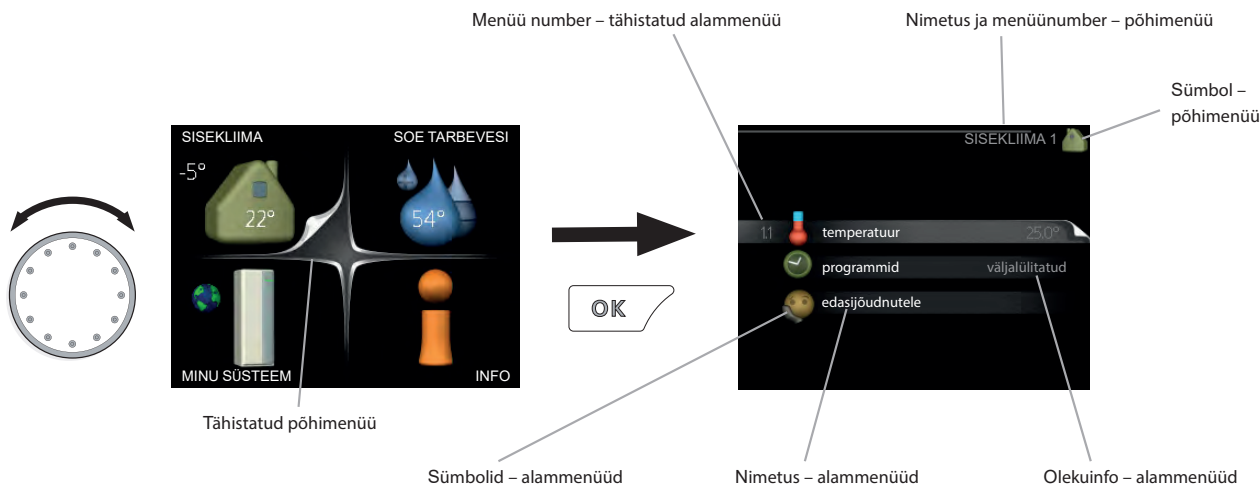 Menüü number – tähistatud alammenüü
Nimetus ja menüünumber – põhimenüü
Sümbol –
põhimenüü
SISEKLIIMA
SOE TARBEVESI
-5°
22°
54°
MINU SÜSTEEM
INFO
OK
SISEKLIIMA 1
1.1
temperatuur
25.0°
programmid
väljalülitatud
edasijõudnutele
Tähistatud põhimenüü
Sümbolid – alammenüüd
Nimetus – alammenüüd
Olekuinfo – alammenüüd